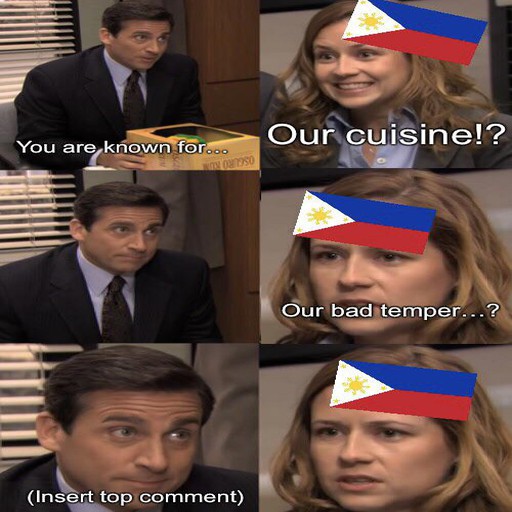 You are known for...
Our cuisine!?
Our bad temper...?
(Insert top comment)